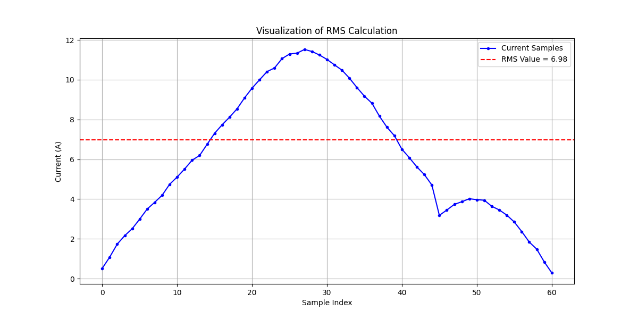 Visualization of RMS Calculation
Current Samples
RMS Value = 6.98
12
10
8
6
4
2
0
Current (A)
0
10
20
30
40
50
60
Sample Index